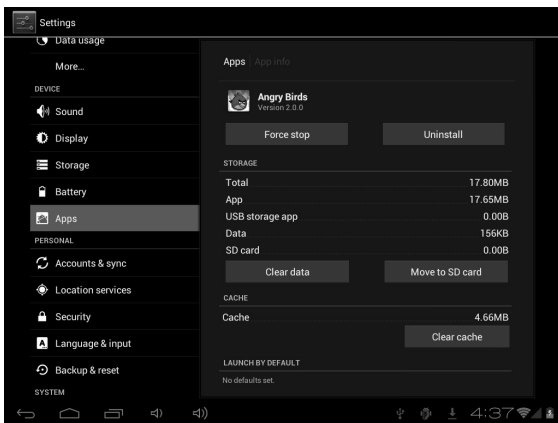 Settings
Data usage
More...
DEVICE
Sound
Display
Storage
Battery
Apps
PERSONAL
Accounts & sync
Location services
Security
Language & input
Backup & reset
SYSTEM
Apps App info
Angry Birds
Version 2.0.0
Force stop Uninstall
STORAGE
Total 17.80MB
App 17.65MB
USB storage app 0.00B
Data 156KB
SD card 0.00B
Clear data Move to SD card
CACHE
Cache 4.66MB
Clear cache
LAUNCH BY DEFAULT
No defaults set.
4:37